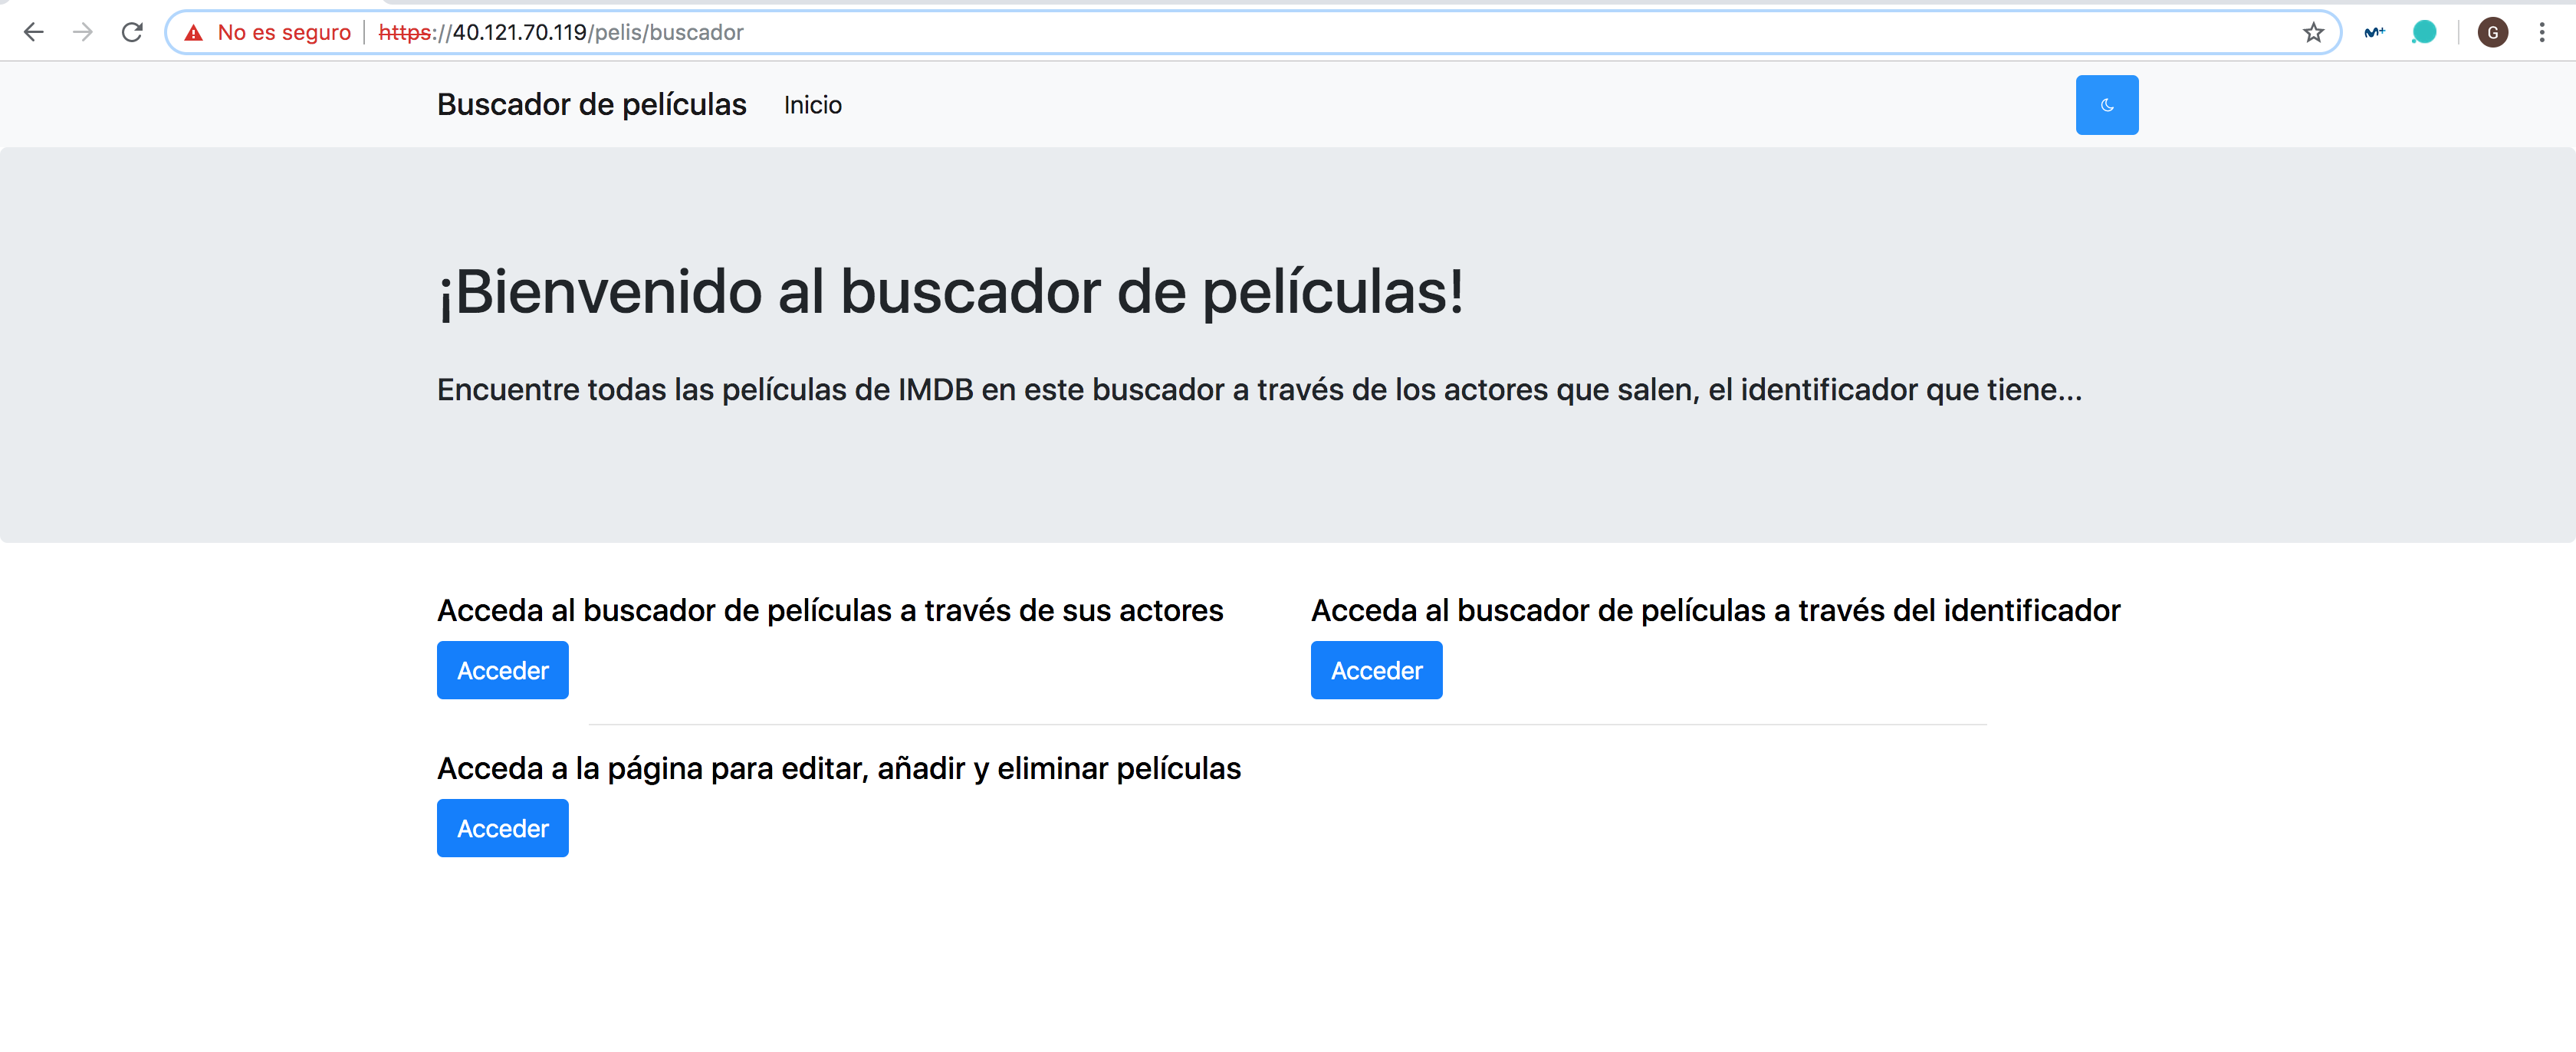 No es seguro | https://40.121.70.119/pelis/buscador
G
Buscador de películas Inicio
¡Bienvenido al buscador de películas!
Encuentre todas las películas de IMDB en este buscador a través de los actores que salen, el identificador que tiene...
Acceda al buscador de películas a través de sus actores
Acceder
Acceda al buscador de películas a través del identificador
Acceder
Acceda a la página para editar, añadir y eliminar películas
Acceder